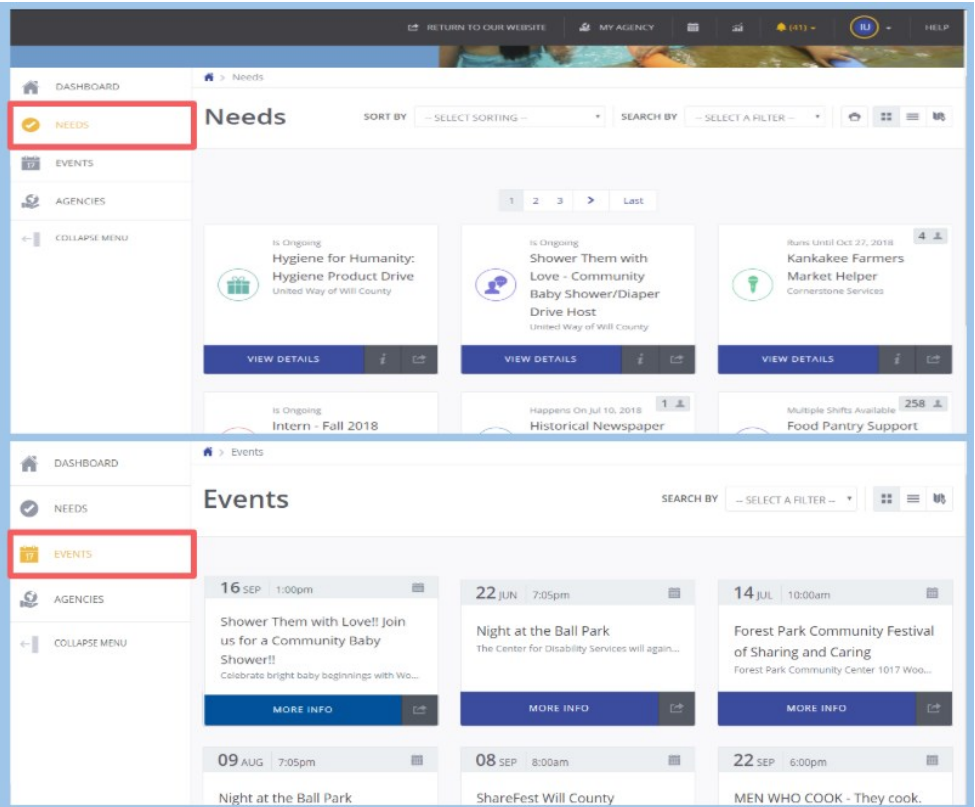 RETURN TO OUR WEBSITE MY AGENCY (41) IU HELP
DASHBOARD
NEEDS
EVENTS
AGENCIES
COLLAPSE MENU
> Needs
Needs
SORT BY -- SELECT SORTING -- SEARCH BY -- SELECT A FILTER --
1 2 3 > Last
Is Ongoing
Hygiene for Humanity:
Hygiene Product Drive
United Way of Will County
VIEW DETAILS i
Is Ongoing
Shower Them with
Love - Community
Baby Shower/Diaper
Drive Host
United Way of Will County
VIEW DETAILS i
4
Runs Until Oct 27, 2018
Kankakee Farmers
Market Helper
Cornerstone Services
VIEW DETAILS i
Is Ongoing
Intern - Fall 2018
1
Happens On Jul 10, 2018
Historical Newspaper
258
Multiple Shifts Available
Food Pantry Support
DASHBOARD
NEEDS
17 EVENTS
AGENCIES
COLLAPSE MENU
> Events
Events
SEARCH BY -- SELECT A FILTER --
16 SEP 1:00pm
Shower Them with Love!! Join
us for a Community Baby
Shower!!
Celebrate bright baby beginnings with Wo...
MORE INFO
22 JUN 7:05pm
Night at the Ball Park
The Center for Disability Services will again...
MORE INFO
14 JUL 10:00am
Forest Park Community Festival
of Sharing and Caring
Forest Park Community Center 1017 Woo...
MORE INFO
09 AUG 7:05pm
Night at the Ball Park
08 SEP 8:00am
ShareFest Will County
22 SEP 6:00pm
MEN WHO COOK - They cook.